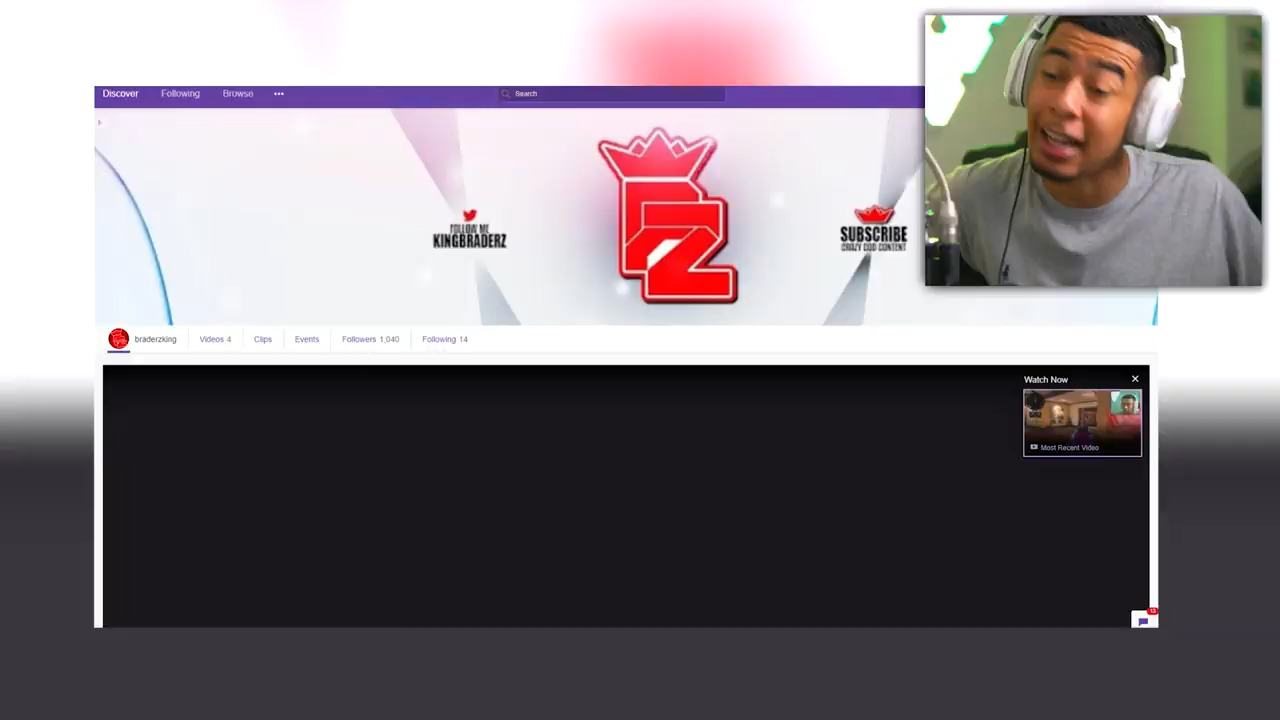 Discover Following Browse ...
Search
FOLLOW ME
KINGBRADERZ
SUBSCRIBE
CRAZY COD CONTENT
braderzking Videos 4 Clips Events Followers 1,040 Following 14
Watch Now
Most Recent Video
13